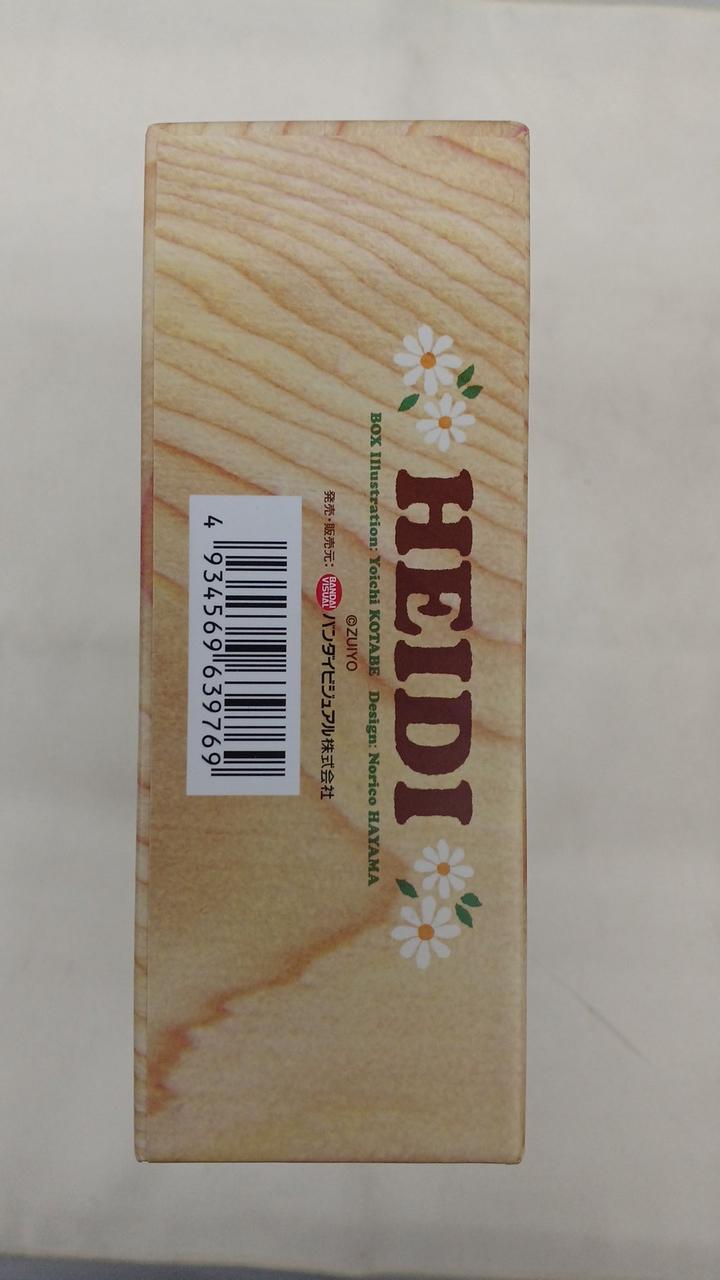 HEIDI
BOX Illustration: Yoichi KOTABE Design: Norico HAYAMA
©ZUIYO
発売・販売元: BANDAI VISUAL バンダイビジュアル株式会社
4 934569 639769